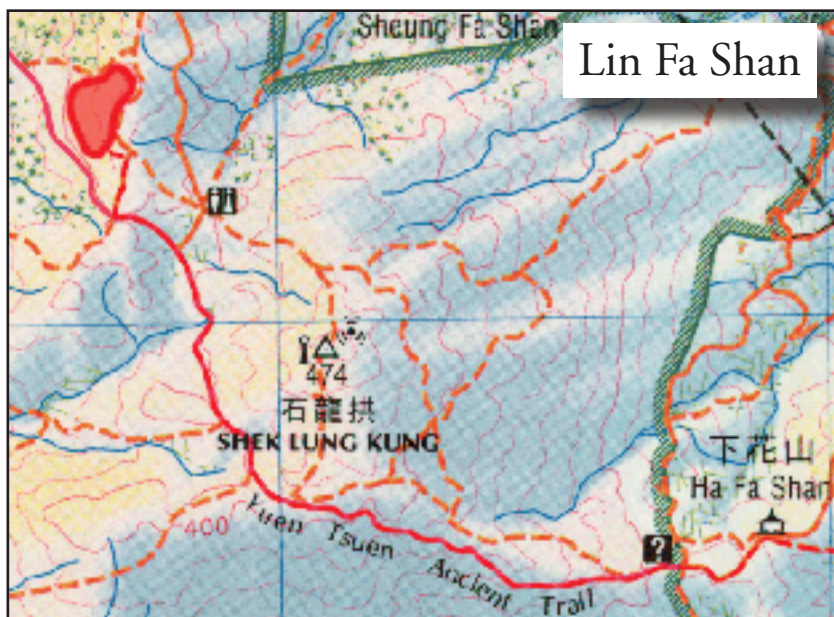 Sheung Fa Shan
Lin Fa Shan
474
石龍拱
SHEK LUNG KUNG
下花山
Ha Fa Shan
400
Yuen Tsuen Ancient Trail
?